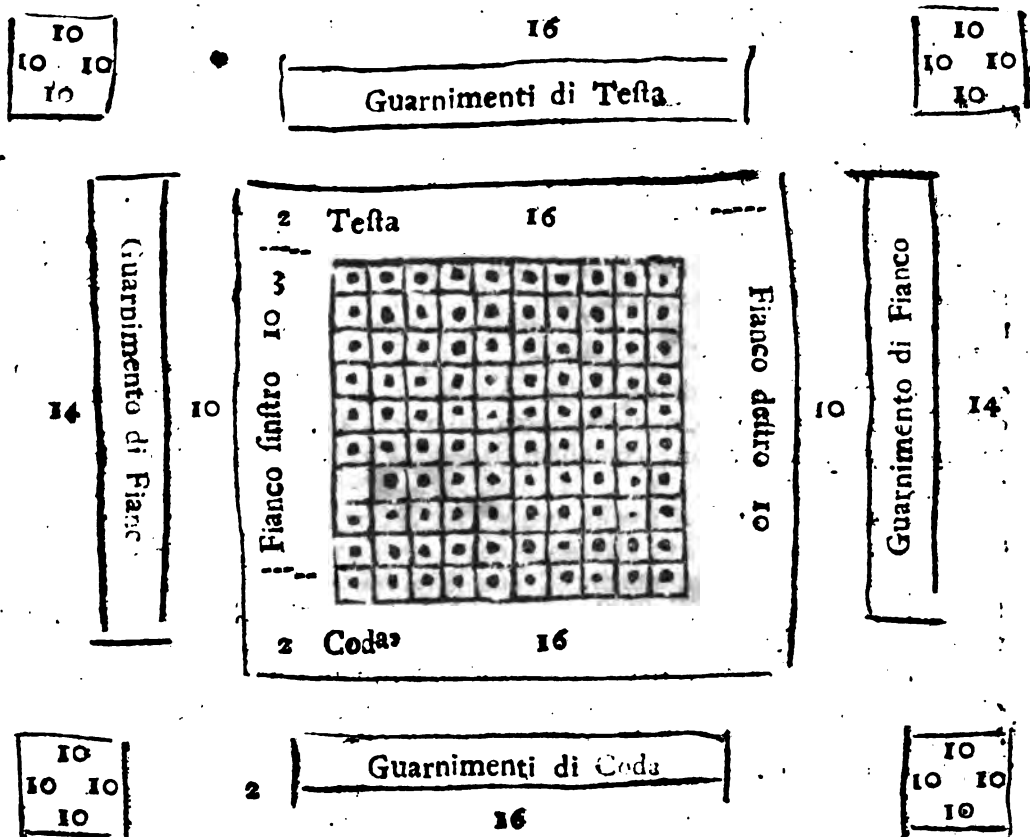 10 16 10
10 10 10 10
10 Guarnimenti di Teſta 10
2 Teſta 16
3
14 Guarnimento di Fianc 10 Fianco ſiniſtro 10 Fianco deſtro 10 10 Guarnimento di Fianco 14
2 Coda, 16
10 Guarnimenti di Coda 10
10 10 2 10 10
10 16 10